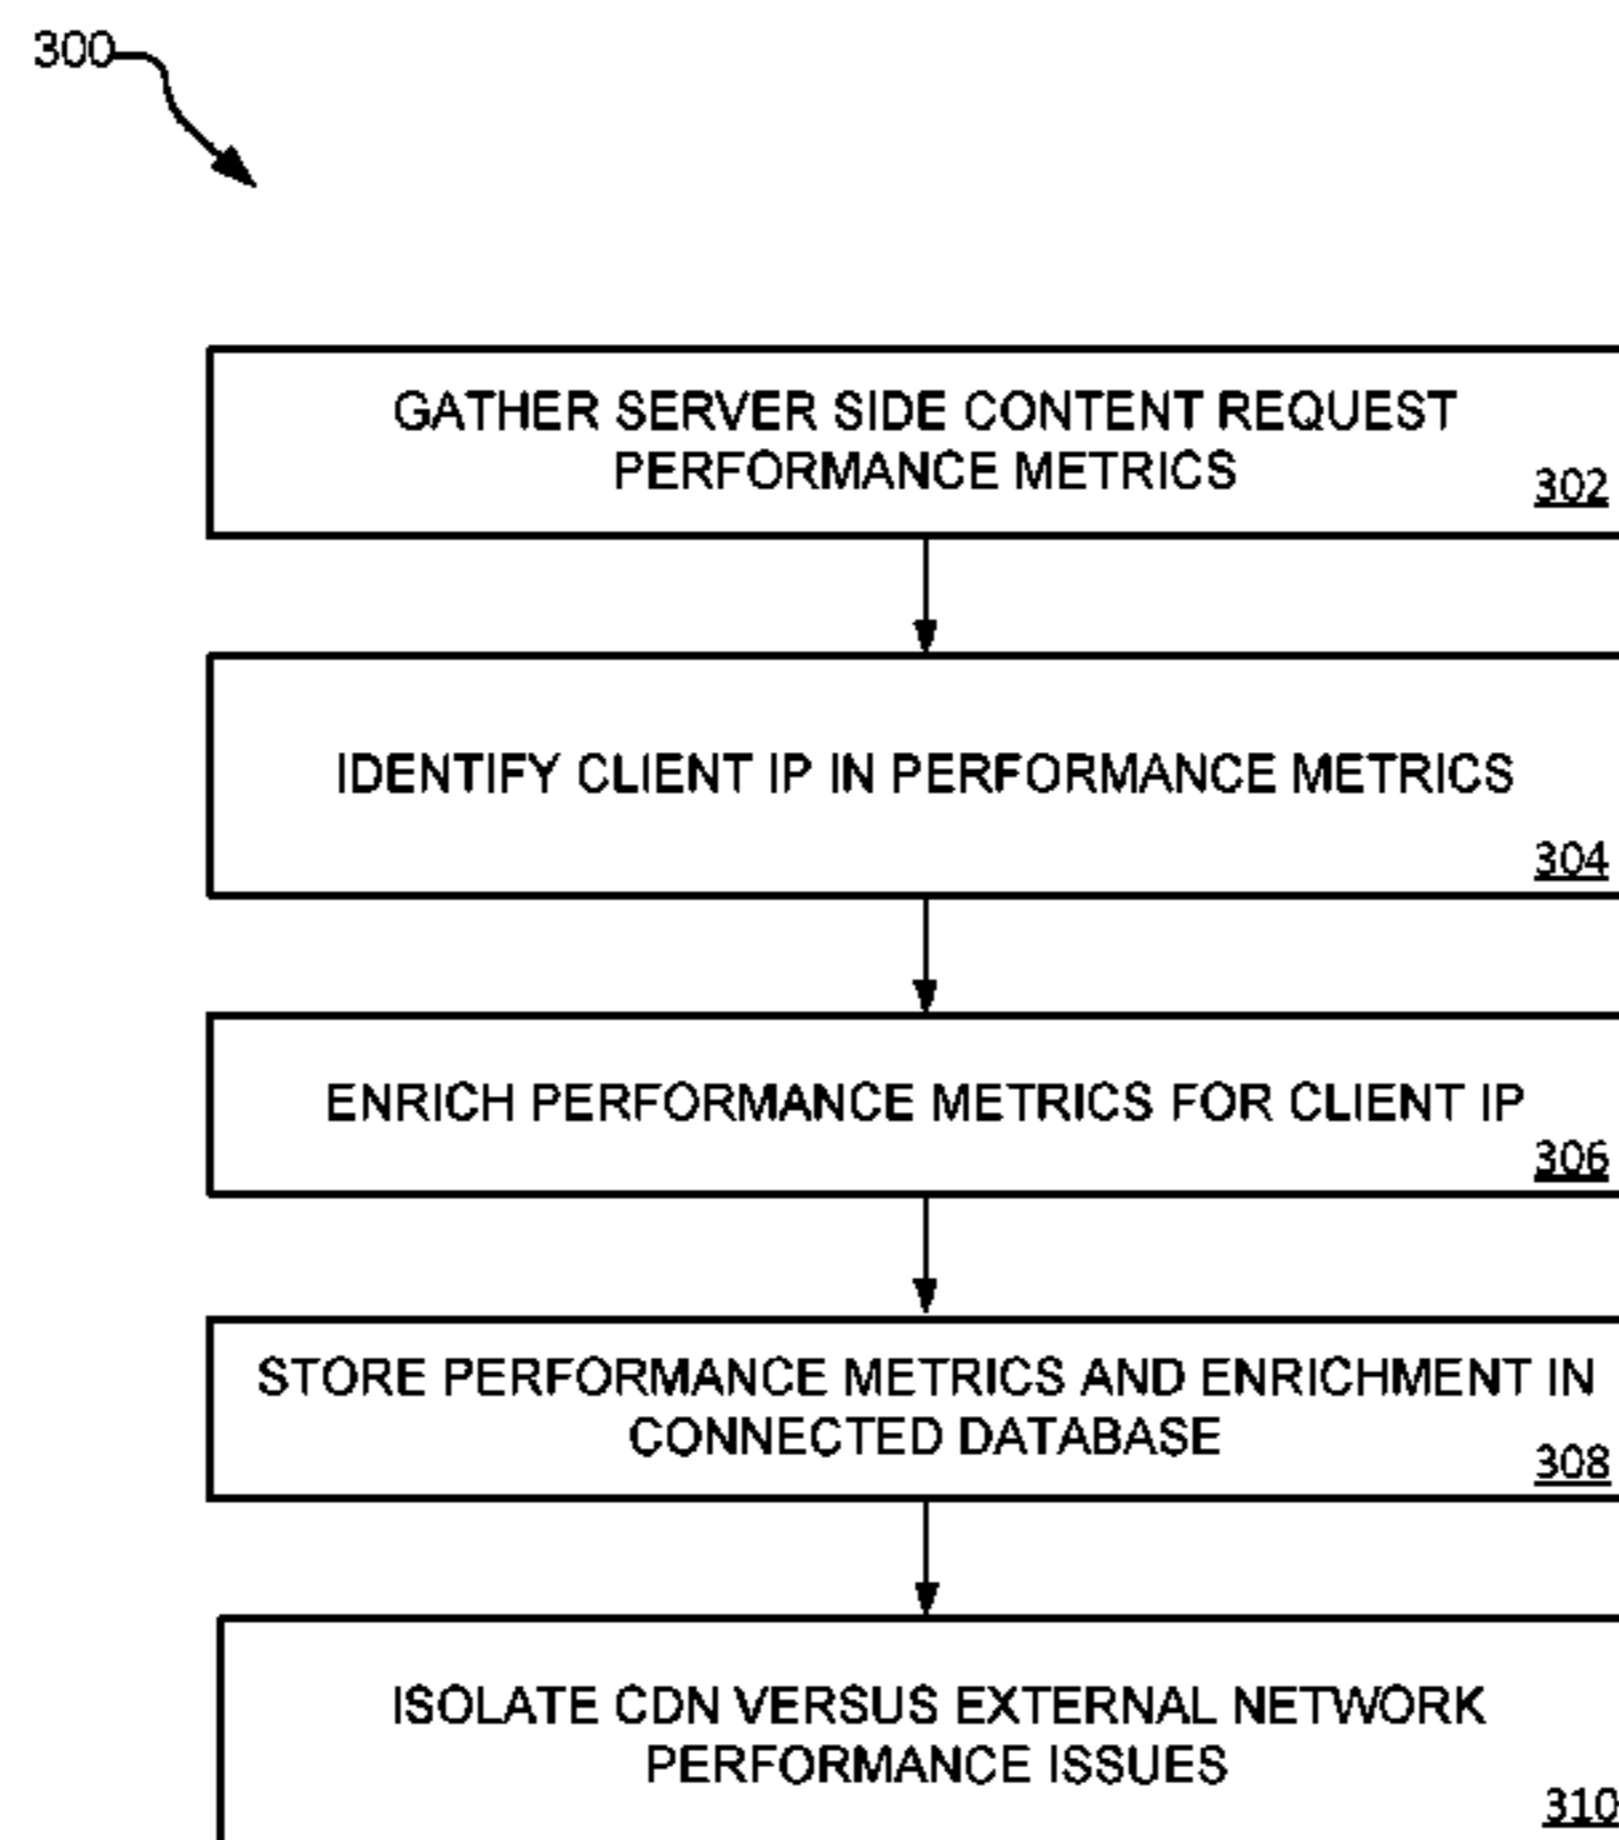 300
GATHER SERVER SIDE CONTENT REQUEST
PERFORMANCE METRICS
302
IDENTIFY CLIENT IP IN PERFORMANCE METRICS
304
ENRICH PERFORMANCE METRICS FOR CLIENT IP
306
STORE PERFORMANCE METRICS AND ENRICHMENT IN
CONNECTED DATABASE
308
ISOLATE CDN VERSUS EXTERNAL NETWORK
PERFORMANCE ISSUES
310